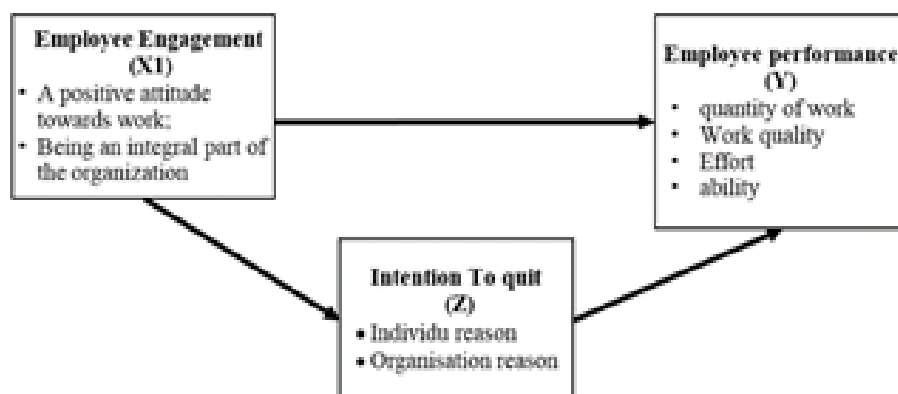 Employee Engagement
(X1)
• A positive attitude
towards work;
• Being an integral part of
the organization
Employee performance
(Y)
• quantity of work
• Work quality
• Effort
• ability
Intention To quit
(Z)
• Individu reason
• Organisation reason